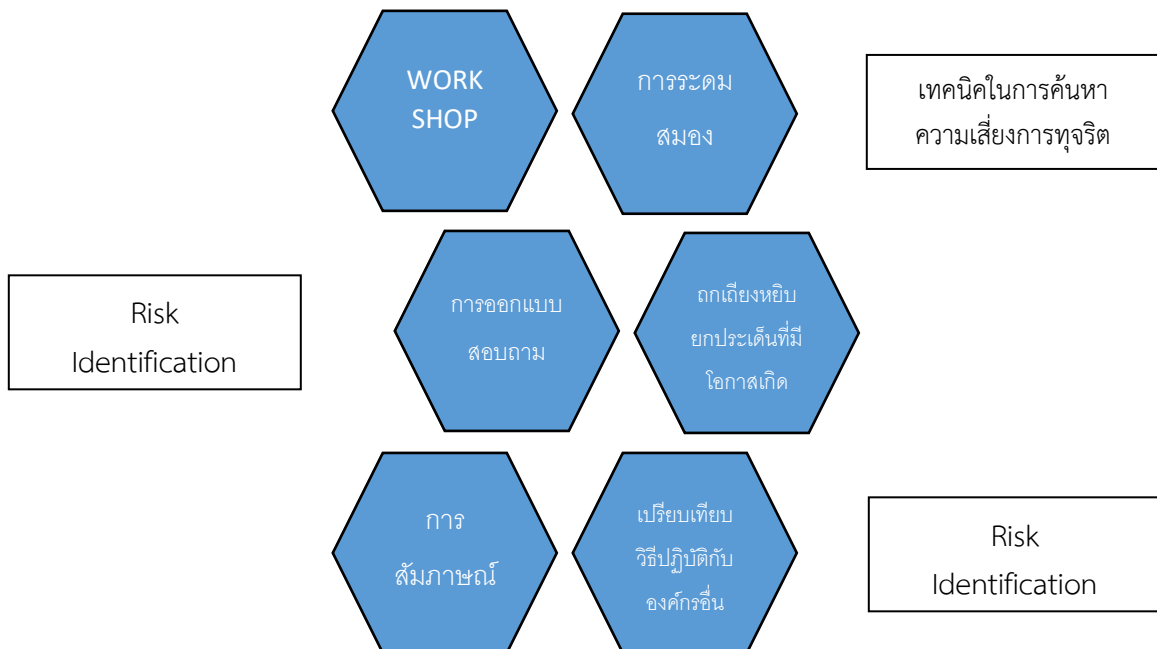 WORK
SHOP
การระดม
สมอง
เทคนิคในการค้นหา
ความเสี่ยงการทุจริต
Risk
Identification
การออกแบบ
สอบถาม
ถกเถียงหยิบ
ยกประเด็นที่มี
โอกาสเกิด
การ
สัมภาษณ์
เปรียบเทียบ
วิธีปฏิบัติกับ
องค์กรอื่น
Risk
Identification